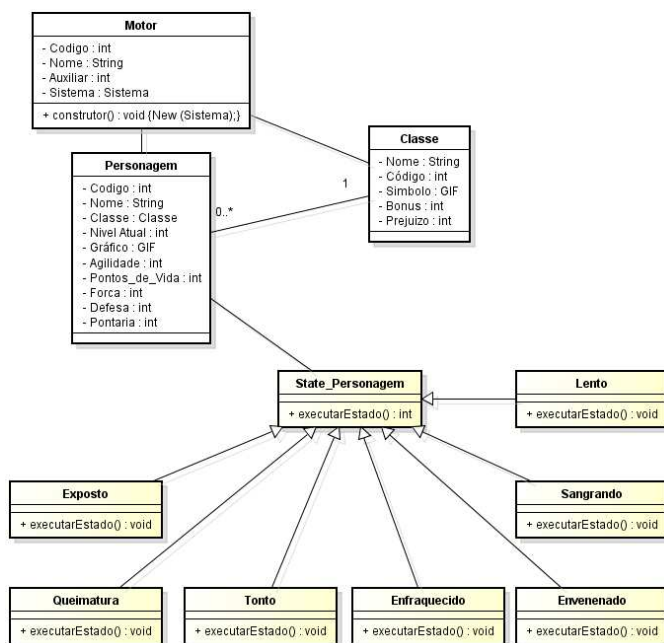 Motor
- Codigo : int
- Nome : String
- Auxiliar : int
- Sistema : Sistema
+ construtor() : void {New (Sistema);}
Classe
- Nome : String
- Código : int
- Simbolo : GIF
- Bonus : int
- Prejuizo : int
Personagem
- Codigo : int
- Nome : String
- Classe : Classe
- Nivel Atual : int
- Gráfico : GIF
- Agilidade : int
- Pontos_de_Vida : int
- Forca : int
- Defesa : int
- Pontaria : int
0..*
1
State_Personagem
+ executarEstado() : int
Lento
+ executarEstado() : void
Exposto
+ executarEstado() : void
Sangrando
+ executarEstado() : void
Queimatura
+ executarEstado() : void
Tonto
+ executarEstado() : void
Enfraquecido
+ executarEstado() : void
Envenenado
+ executarEstado() : void